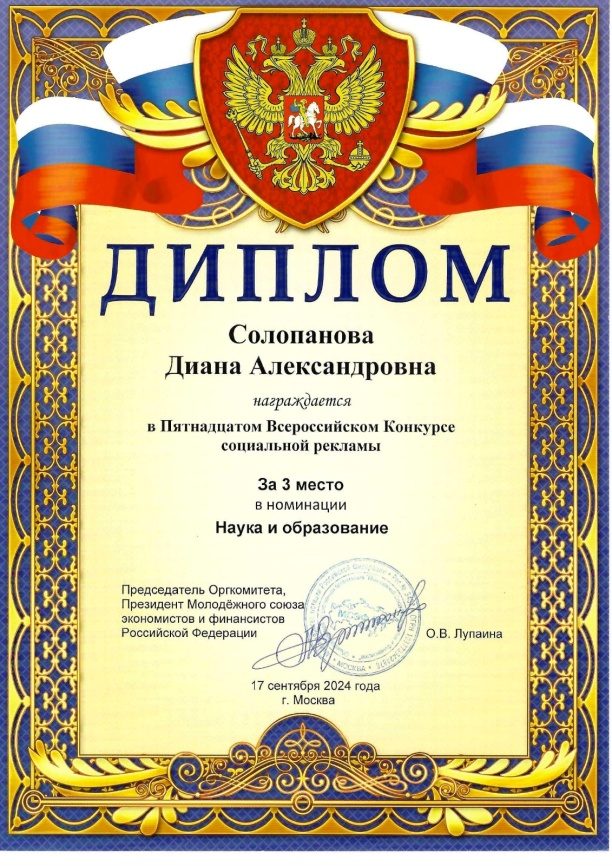 ДИПЛОМ
Солопанова
Диана Александровна
награждается
в Пятнадцатом Всероссийском Конкурсе
социальной рекламы
За 3 место
в номинации
Наука и образование
Председатель Оргкомитета,
Президент Молодёжного союза
экономистов и финансистов
Российской Федерации
О.В. Лупаина
МОСКВА
17 сентября 2024 года
г. Москва